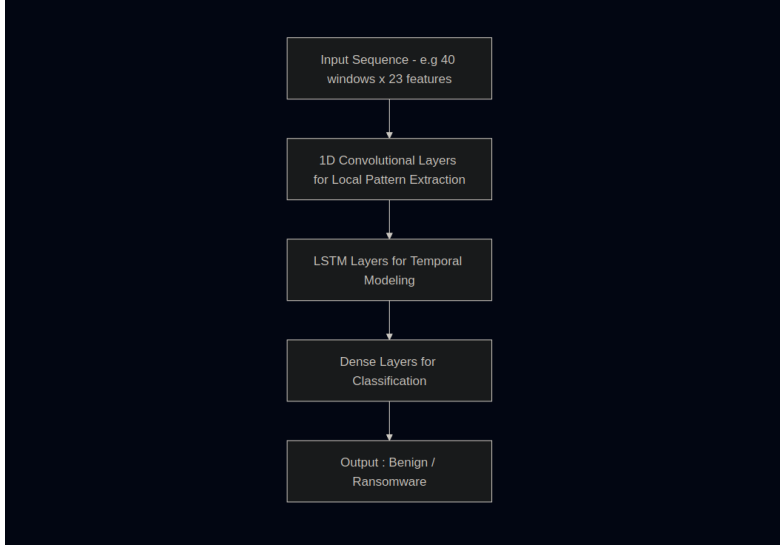 Input Sequence - e.g 40
windows x 23 features
1D Convolutional Layers
for Local Pattern Extraction
LSTM Layers for Temporal
Modeling
Dense Layers for
Classification
Output : Benign /
Ransomware